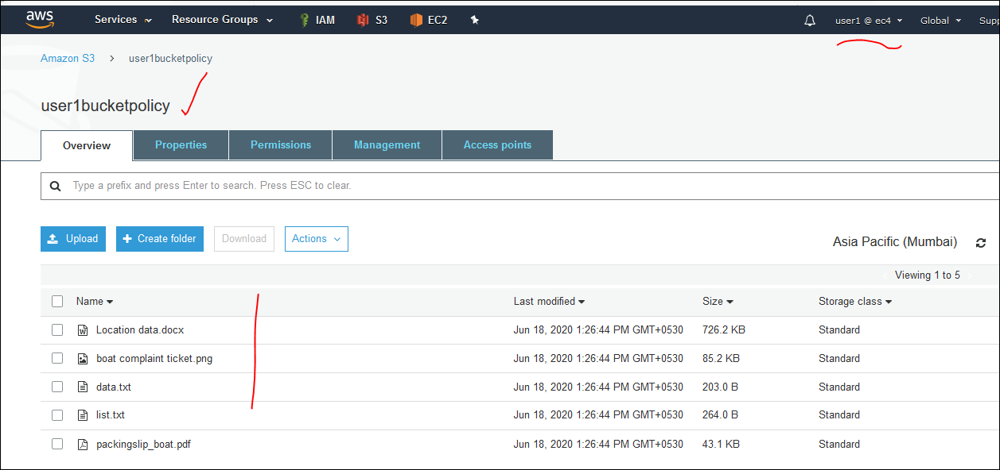 aws Services Resource Groups IAM S3 EC2 user1 @ ec4 Global Supp
Amazon S3 > user1bucketpolicy
user1bucketpolicy
Overview Properties Permissions Management Access points
Type a prefix and press Enter to search. Press ESC to clear.
Upload + Create folder Download Actions Asia Pacific (Mumbai)
Viewing 1 to 5
Name Last modified Size Storage class
Location data.docx Jun 18, 2020 1:26:44 PM GMT+0530 726.2 KB Standard
boat complaint ticket.png Jun 18, 2020 1:26:44 PM GMT+0530 85.2 KB Standard
data.txt Jun 18, 2020 1:26:44 PM GMT+0530 203.0 B Standard
list.txt Jun 18, 2020 1:26:44 PM GMT+0530 264.0 B Standard
packingslip_boat.pdf Jun 18, 2020 1:26:44 PM GMT+0530 43.1 KB Standard